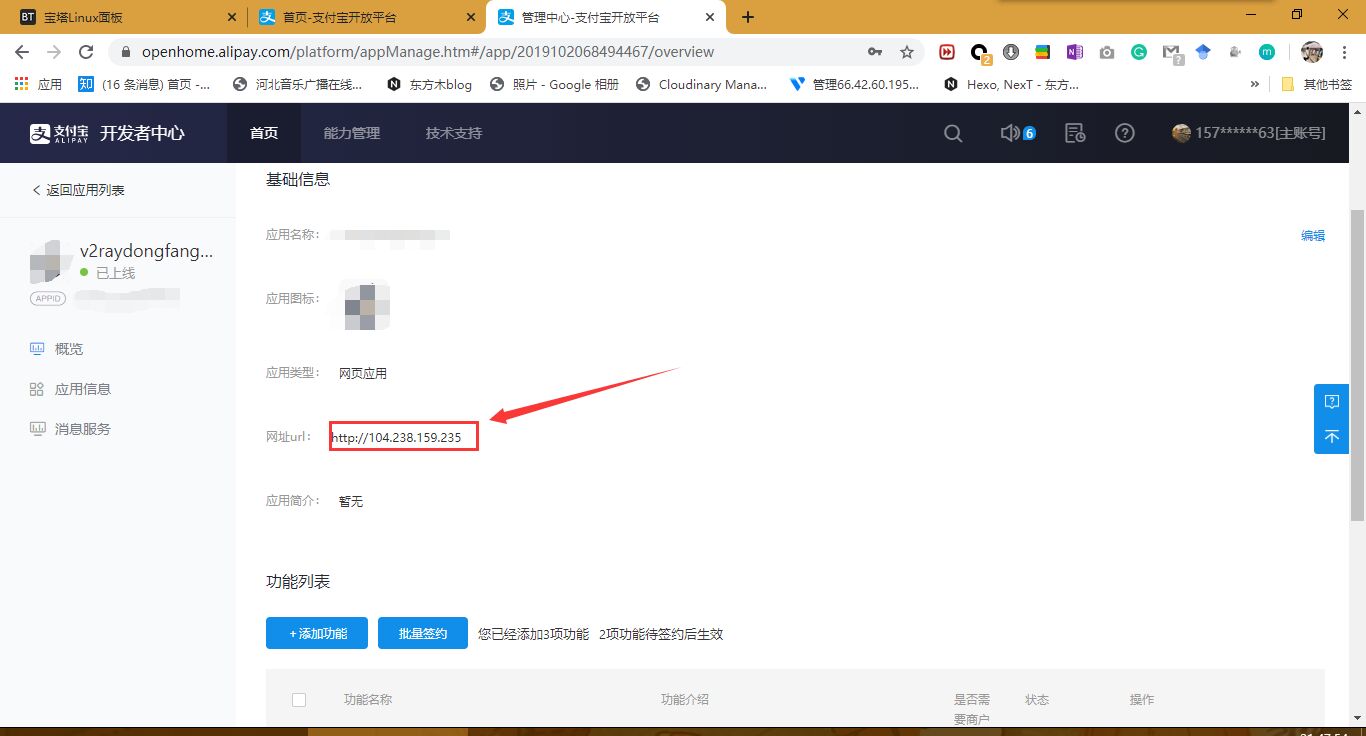 宝塔Linux面板
首页-支付宝开放平台
管理中心-支付宝开放平台
openhome.alipay.com/platform/appManage.htm#/app/2019102068494467/overview
应用
(16 条消息) 首页 -...
河北音乐广播在线...
东方木blog
照片 - Google 相册
Cloudinary Mana...
管理66.42.60.195...
Hexo, NexT - 东方...
其他书签
支付宝 ALIPAY 开发者中心
首页
能力管理
技术支持
6
157******63[主账号]
返回应用列表
v2raydongfang...
已上线
APPID
概览
应用信息
消息服务
基础信息
应用名称：
编辑
应用图标：
应用类型： 网页应用
网址url： http://104.238.159.235
应用简介： 暂无
功能列表
+添加功能
批量签约
您已经添加3项功能 2项功能待签约后生效
功能名称
功能介绍
是否需
要商户
状态
操作